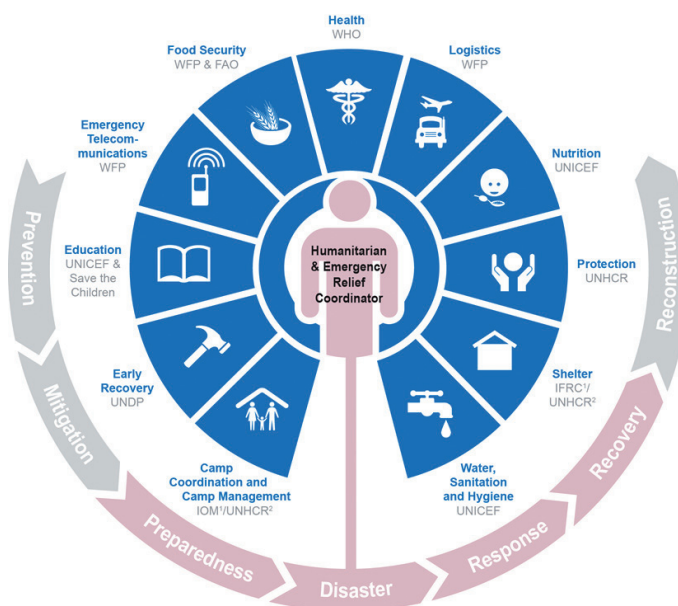 Health
WHO
Food Security
WFP & FAO
Logistics
WFP
Emergency
Telecom-
munications
WFP
Nutrition
UNICEF
Education
UNICEF &
Save the
Children
Humanitarian
& Emergency
Relief
Coordinator
Protection
UNHCR
Early
Recovery
UNDP
Shelter
IFRC¹/
UNHCR²
Camp
Coordination and
Camp Management
IOM¹/UNHCR²
Water,
Sanitation
and Hygiene
UNICEF
Prevention
Mitigation
Preparedness
Disaster
Response
Recovery
Reconstruction